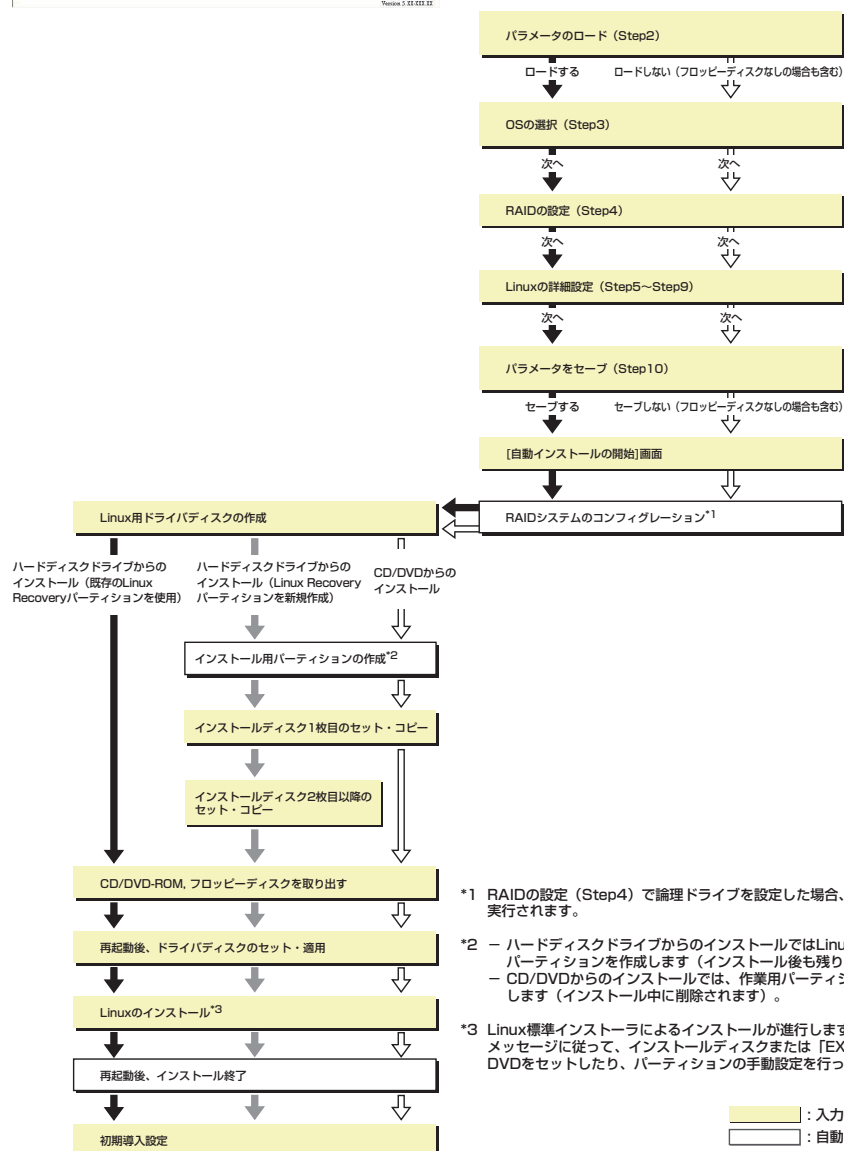 Version 5.XX-XXX.XX
パラメータのロード（Step2）
ロードする
ロードしない（フロッピーディスクなしの場合も含む）
OSの選択（Step3）
次へ
次へ
RAIDの設定（Step4）
次へ
次へ
Linuxの詳細設定（Step5～Step9）
次へ
次へ
パラメータをセーブ（Step10）
セーブする
セーブしない（フロッピーディスクなしの場合も含む）
[自動インストールの開始]画面
RAIDシステムのコンフィグレーション*1
Linux用ドライバディスクの作成
ハードディスクドライブからの
インストール（既存のLinux
Recoveryパーティションを使用）
ハードディスクドライブからの
インストール（Linux Recovery
パーティションを新規作成）
CD/DVDからの
インストール
インストール用パーティションの作成*2
インストールディスク1枚目のセット・コピー
インストールディスク2枚目以降の
セット・コピー
CD/DVD-ROM, フロッピーディスクを取り出す
再起動後、ドライバディスクのセット・適用
Linuxのインストール*3
再起動後、インストール終了
初期導入設定
*1 RAIDの設定（Step4）で論理ドライブを設定した場合、
実行されます。
*2 － ハードディスクドライブからのインストールではLinu
パーティションを作成します（インストール後も残り
－ CD/DVDからのインストールでは、作業用パーティシ
します（インストール中に削除されます）。
*3 Linux標準インストーラによるインストールが進行します
メッセージに従って、インストールディスクまたは「EX
DVDをセットしたり、パーティションの手動設定を行っ
：入力
：自動